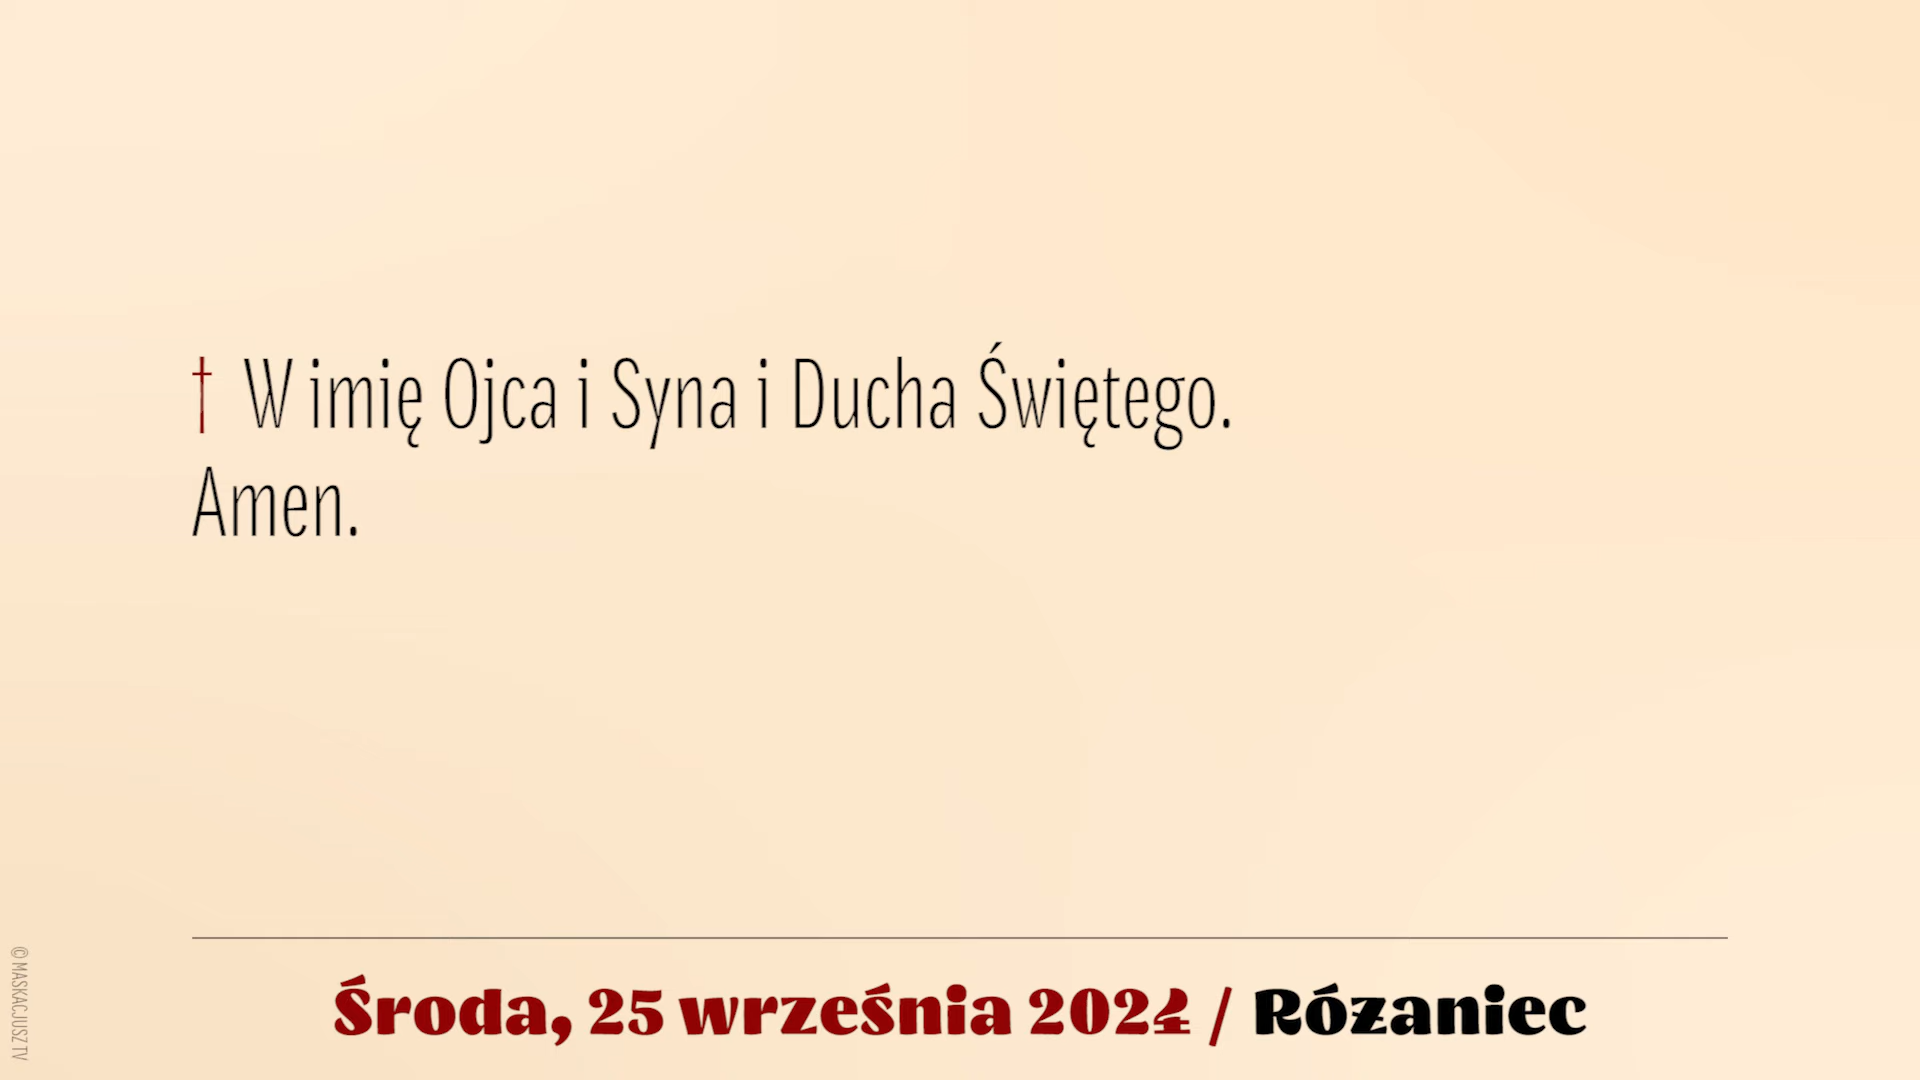 † W imię Ojca i Syna i Ducha Świętego.
Amen.
Środa, 25 września 2024 / Różaniec
© MASKACJUSZ TV